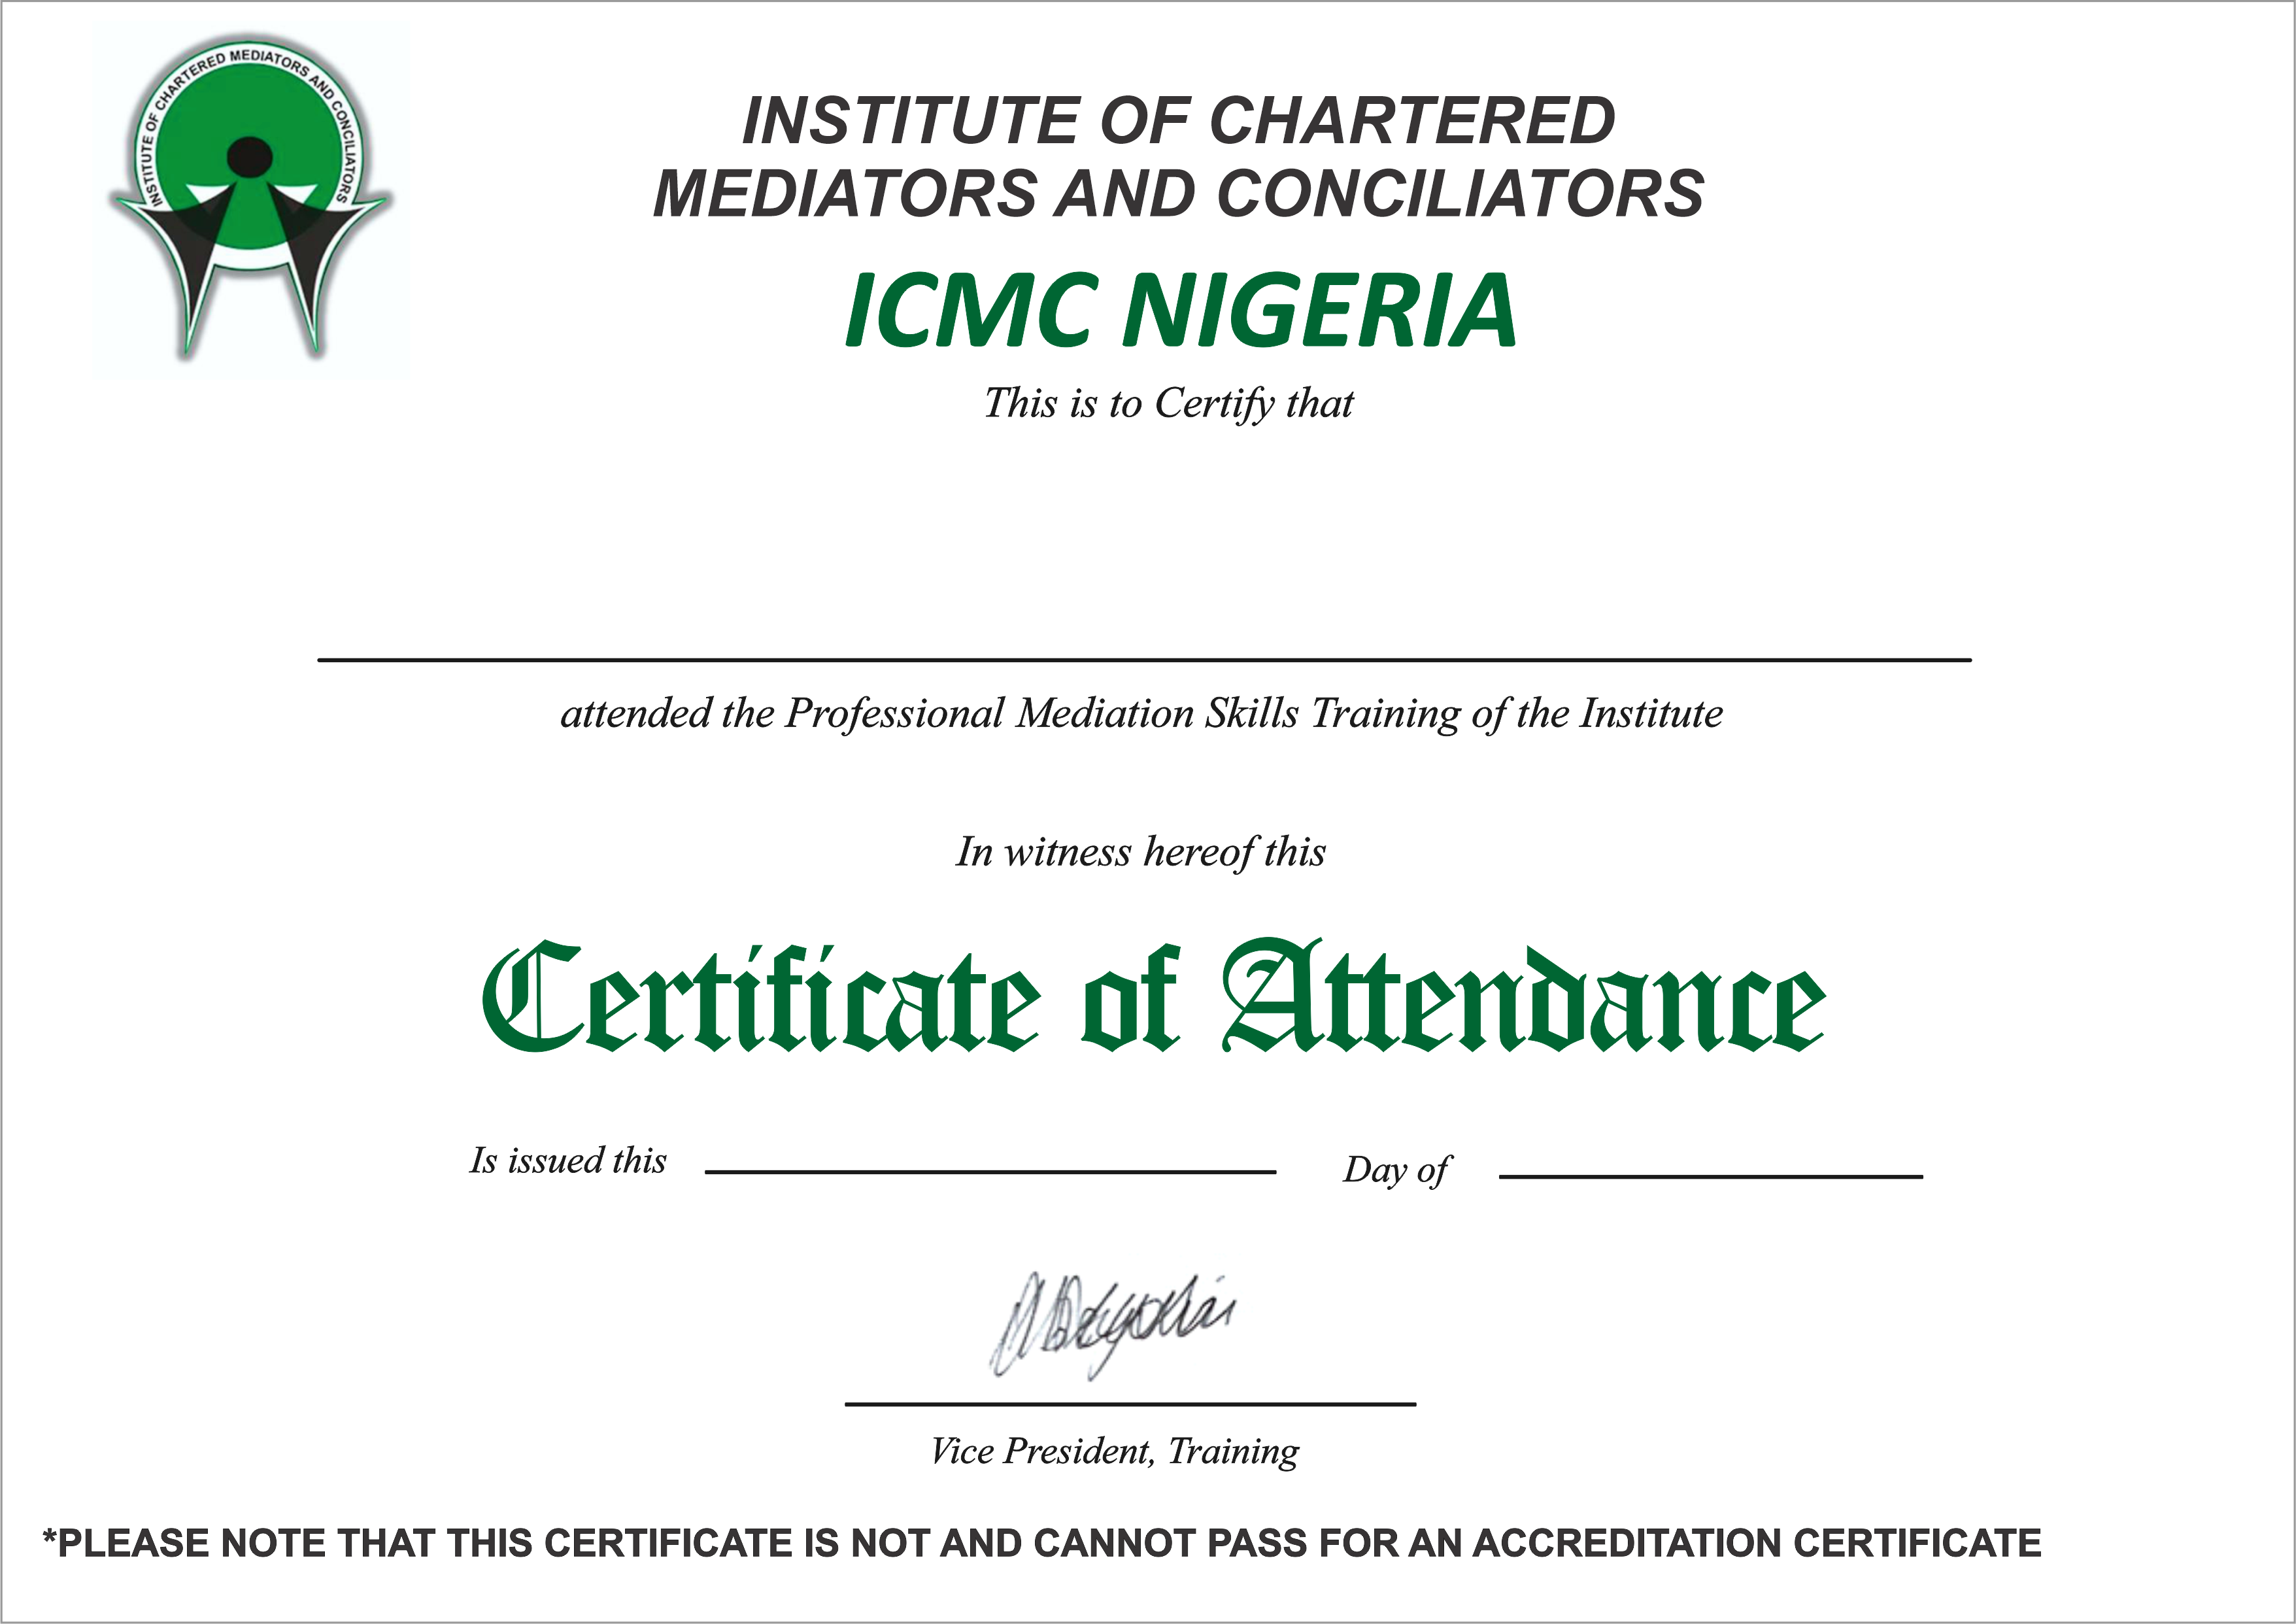 INSTITUTE OF CHARTERED MEDIATORS AND CONCILIATORS
INSTITUTE OF CHARTERED
MEDIATORS AND CONCILIATORS
ICMC NIGERIA
This is to Certify that
attended the Professional Mediation Skills Training of the Institute
In witness hereof this
Certificate of Attendance
Is issued this
Day of
Vice President, Training
*PLEASE NOTE THAT THIS CERTIFICATE IS NOT AND CANNOT PASS FOR AN ACCREDITATION CERTIFICATE